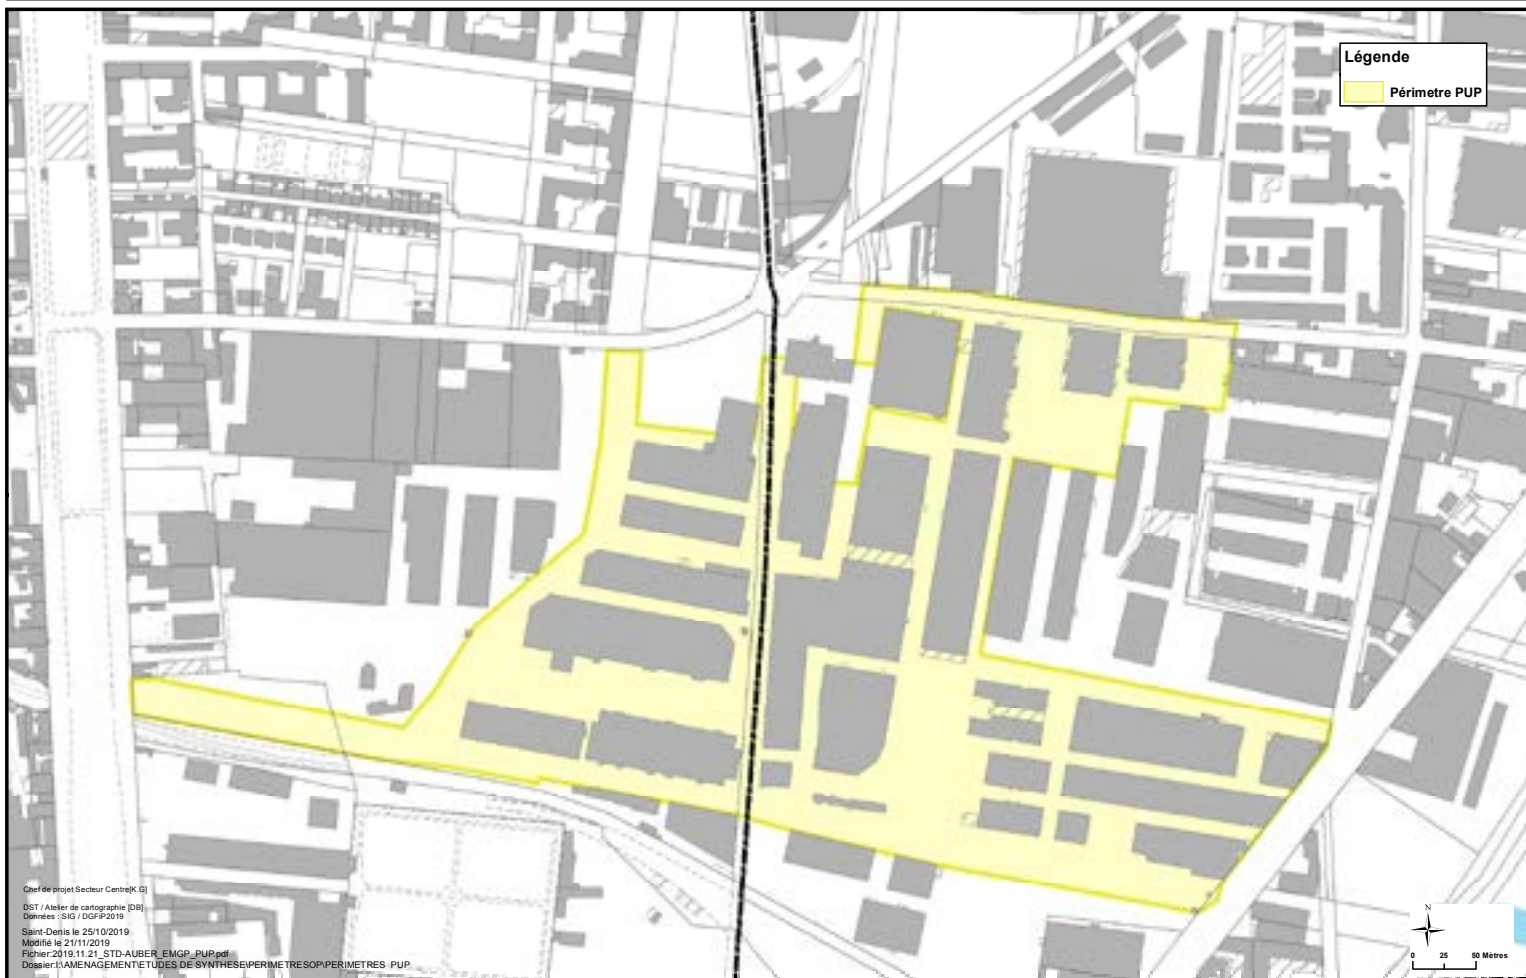 Légende
Périmetre PUP
Chef de projet Secteur Centre[K.G]
DST / Atelier de cartographie [DB]
Données : SIG / DGFiP2019
Saint-Denis le 25/10/2019
Modifié le 21/11/2019
Fichier:2019.11.21_STD-AUBER_EMGP_PUP.pdf
Dossier:I:\AMENAGEMENT\ETUDES DE SYNTHESE\PERIMETRESOP\PERIMETRES_PUP
N
0 25 50 Mètres